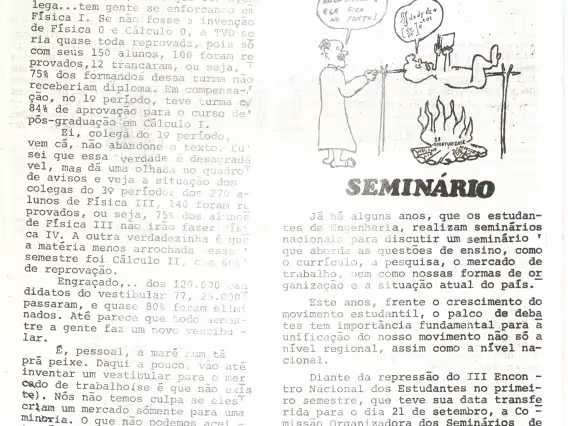 lega...tem gente se enforcando em
Física I. Se não fosse a invenção
de Física 0 e Cálculo 0, a TVD se
ria quase toda reprovada, pois só
com seus 150 alunos, 100 foram re
provados,12 trancaram, ou seja,
75% dos formandos dessa turma não
receberiam diploma. Em compensa-
ção, no 1º período, teve turma c/
84% de aprovação para o curso de
pós-graduação em Cálculo I.
Ei, colega do 1º período,
vem cá, não abandone o texto. Eu
sei que essa verdade é desagradá
vel, mas dá uma olhada no quadro
de avisos e veja a situação dos
colegas do 3º período: dos 270 a-
lunos de Física III, 140 foram re
provados, ou seja, 75% dos alunos
de Física III não irão fazer Físi
ca IV. A outra verdadezinha é que
a matéria menos arrochada esse
semestre foi Cálculo II, com 60%
de reprovação.
Engraçado,.. dos 120.000 can
didatos do vestibular 77, 25.000
passaram, e quase 80% foram elimi
nados. Até parece que todo semes-
tre a gente faz um novo vestibu -
lar.
É, pessoal, a maré num tá
prá peixe. Daqui a pouco, vão até
inventar um vestibular para o mer
cado de trabalho(se é que não exis
te). Nós não temos culpa se eles
criam um mercado sòmente para uma
minoria. O que não podemos acei -
ELE FICA
NO PONTO!
∫∫ dx dy dz +
OPORTUNIDADE
SEMINÁRIO
Já há alguns anos, que os estudan-
tes de Engenharia, realizam seminários
nacionais para discutir um seminário
que aborda as questões de ensino, como
o currículo, a pesquisa, o mercado de
trabalho, bem como nossas formas de or
ganização e a situação atual do país.
Este anos, frente o crescimento do
movimento estudantil, o palco de deba
tes tem importância fundamental para a
unificação do nosso movimento não só a
nível regional, assim como a nível na-
cional.
Diante da repressão do III Encon -
tro Nacional dos Estudantes no primei-
ro semestre, que teve sua data transfe
rida para o dia 21 de setembro, a Co -
missão Organizadora dos Seminários de